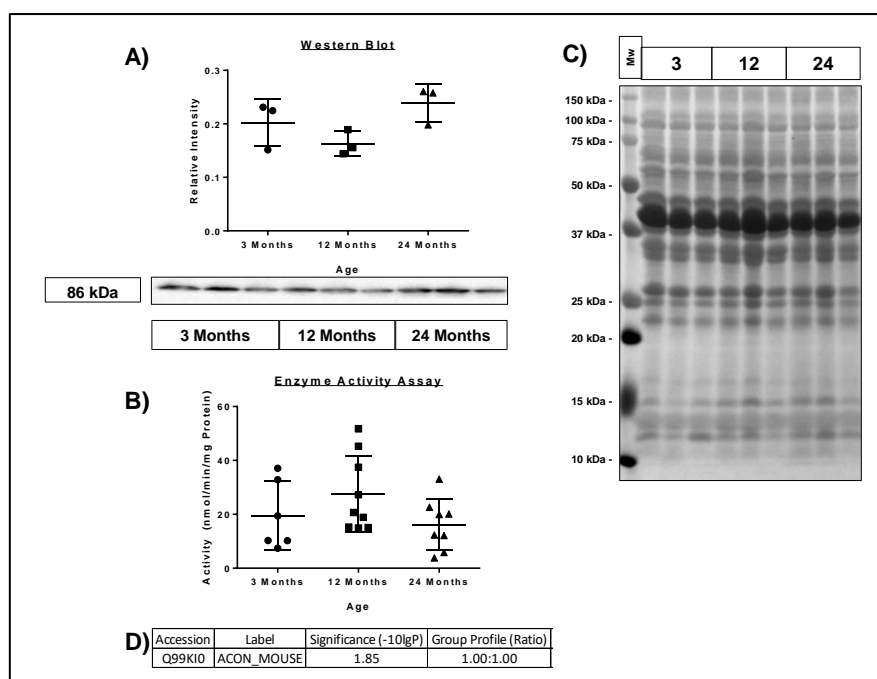 A)
Western Blot
Relative Intensity
0.3
0.2
0.1
0.0
3 Months 12 Months 24 Months
Age
86 kDa
3 Months 12 Months 24 Months
B)
Enzyme Activity Assay
Activity (nmol/min/mg Protein)
60
40
20
0
3 Months 12 Months 24 Months
Age
C)
Mw 3 12 24
150 kDa -
100 kDa -
75 kDa -
50 kDa -
37 kDa -
25 kDa -
20 kDa -
15 kDa -
10 kDa -
D)
Accession Label Significance (-10lgP) Group Profile (Ratio)
Q99KI0 ACON_MOUSE 1.85 1.00:1.00